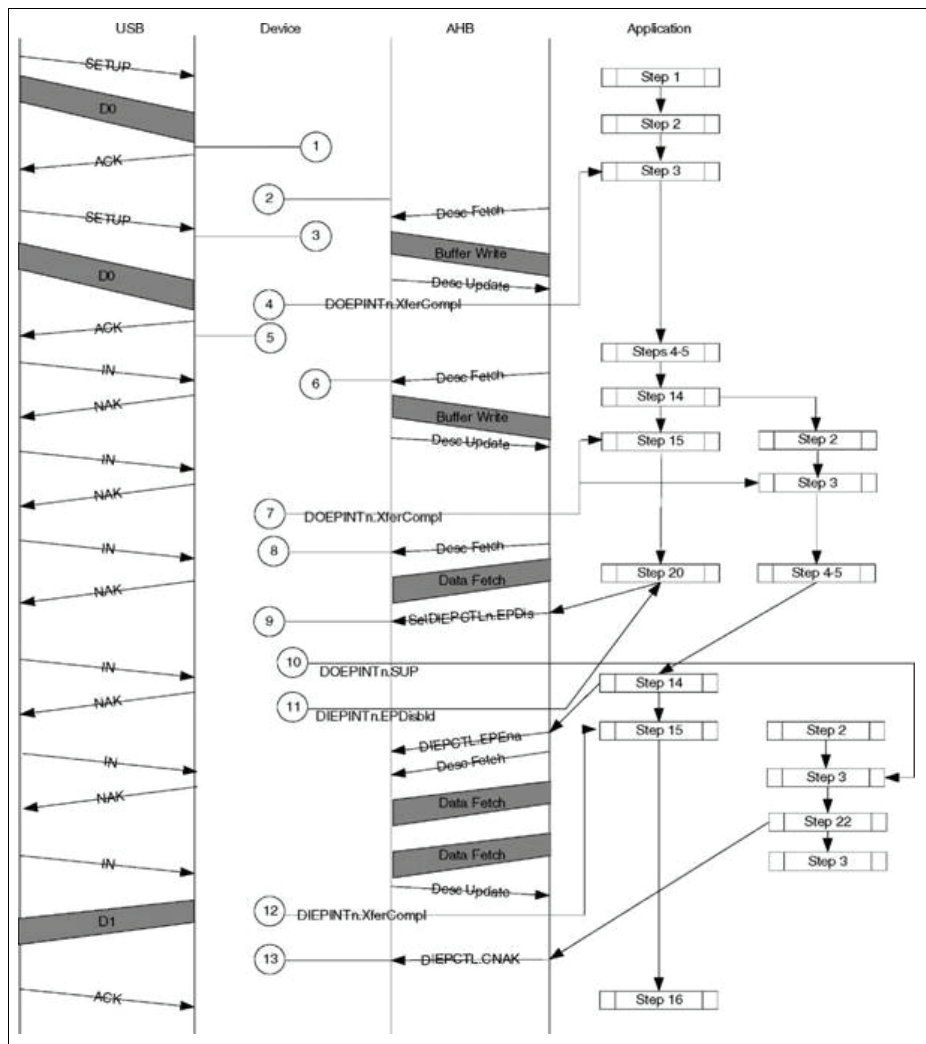 USB Device AHB Application
SETUP
Step 1
D0
Step 2
1
ACK
Step 3
2
SETUP
Desc Fetch
3
Buffer Write
D0
Desc Update
4
DOEPINTn.XferCompl
ACK
5
Steps 4-5
IN
6
Desc Fetch
Step 14
NAK
Buffer Write
Step 15
Step 2
Desc Update
IN
Step 3
NAK
7
DOEPINTn.XferCompl
IN
8
Desc Fetch
Data Fetch
Step 20
Step 4-5
NAK
9
SetDIEPCTLn.EPDis
IN
10
DOEPINTn.SUP
Step 14
NAK
11
DIEPINTn.EPDisbld
Step 15
Step 2
DIEPCTL.EPEna
IN
Desc Fetch
Step 3
NAK
Data Fetch
Step 22
IN
Data Fetch
Step 3
Desc Update
D1
12
DIEPINTn.XferCompl
13
DIEPCTL.CNAK
ACK
Step 16